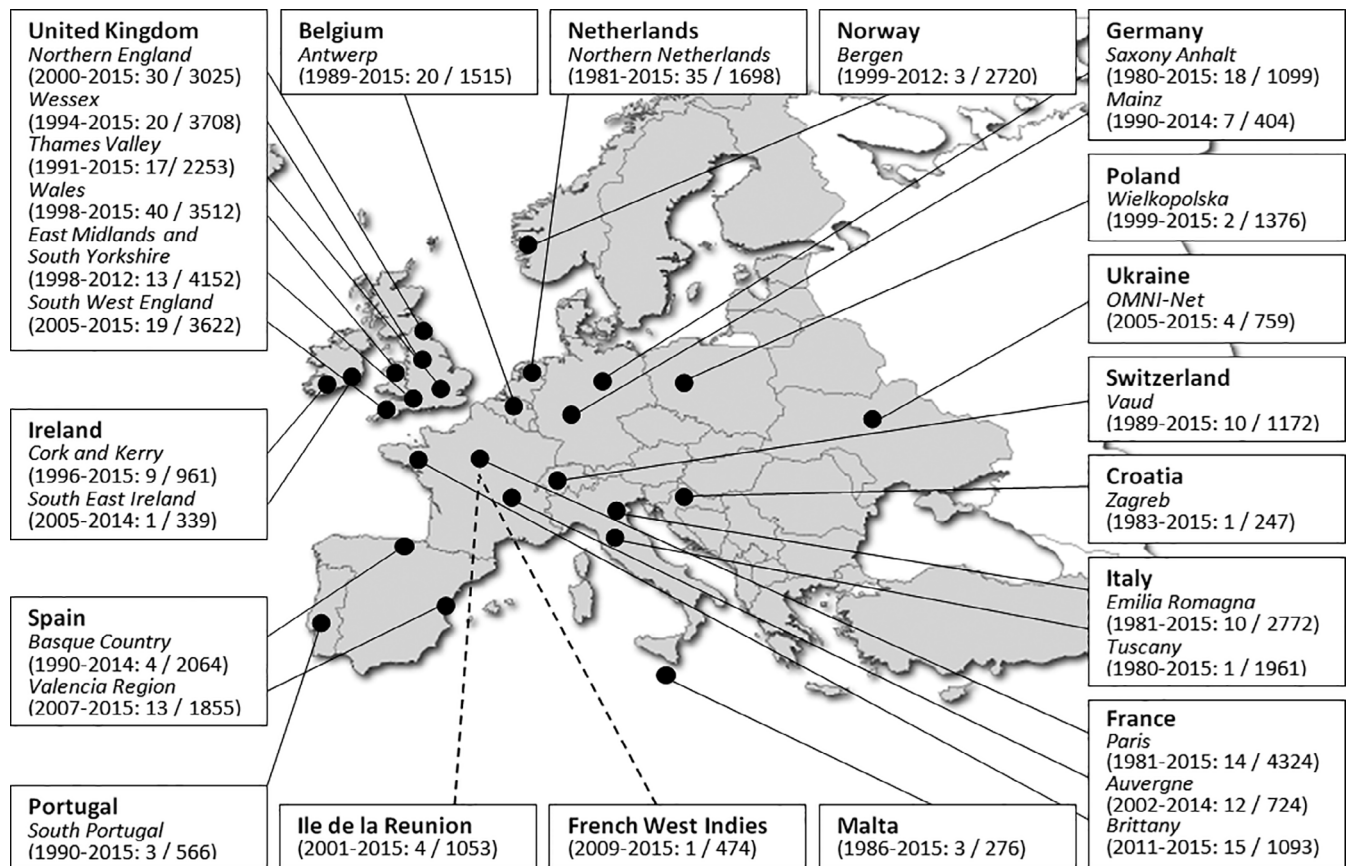 United Kingdom
Northern England
(2000-2015: 30 / 3025)
Wessex
(1994-2015: 20 / 3708)
Thames Valley
(1991-2015: 17/ 2253)
Wales
(1998-2015: 40 / 3512)
East Midlands and
South Yorkshire
(1998-2012: 13 / 4152)
South West England
(2005-2015: 19 / 3622)
Belgium
Antwerp
(1989-2015: 20 / 1515)
Netherlands
Northern Netherlands
(1981-2015: 35 / 1698)
Norway
Bergen
(1999-2012: 3 / 2720)
Germany
Saxony Anhalt
(1980-2015: 18 / 1099)
Mainz
(1990-2014: 7 / 404)
Poland
Wielkopolska
(1999-2015: 2 / 1376)
Ukraine
OMNI-Net
(2005-2015: 4 / 759)
Switzerland
Vaud
(1989-2015: 10 / 1172)
Croatia
Zagreb
(1983-2015: 1 / 247)
Italy
Emilia Romagna
(1981-2015: 10 / 2772)
Tuscany
(1980-2015: 1 / 1961)
France
Paris
(1981-2015: 14 / 4324)
Auvergne
(2002-2014: 12 / 724)
Brittany
(2011-2015: 15 / 1093)
Ireland
Cork and Kerry
(1996-2015: 9 / 961)
South East Ireland
(2005-2014: 1 / 339)
Spain
Basque Country
(1990-2014: 4 / 2064)
Valencia Region
(2007-2015: 13 / 1855)
Portugal
South Portugal
(1990-2015: 3 / 566)
Ile de la Reunion
(2001-2015: 4 / 1053)
French West Indies
(2009-2015: 1 / 474)
Malta
(1986-2015: 3 / 276)